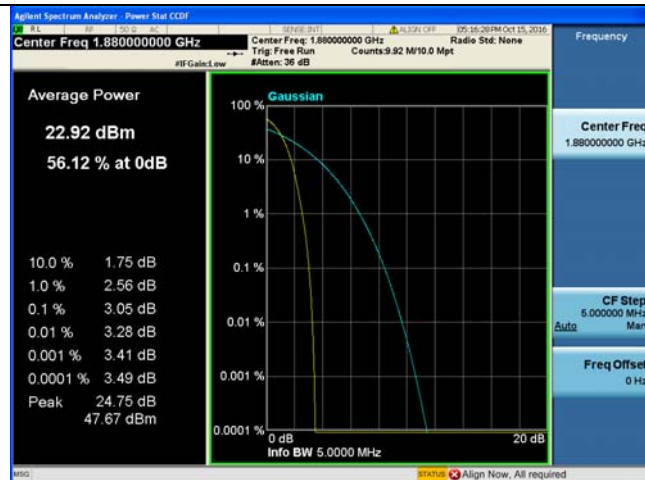 Agilent Spectrum Analyzer - Power Stat CCDF
RL RF 50 Ω AC SENSE:INT ALIGN OFF 05:16:28 PM Oct 15, 2016
Center Freq 1.880000000 GHz
Center Freq: 1.880000000 GHz Radio Std: None
Trig: Free Run Counts:9.92 M/10.0 Mpt
#IFGain:Low #Atten: 36 dB
Frequency
Average Power
22.92 dBm
56.12 % at 0dB
10.0 % 1.75 dB
1.0 % 2.56 dB
0.1 % 3.05 dB
0.01 % 3.28 dB
0.001 % 3.41 dB
0.0001 % 3.49 dB
Peak 24.75 dB
47.67 dBm
Gaussian
100 %
10 %
1 %
0.1 %
0.01 %
0.001 %
0.0001 %
0 dB 20 dB
Info BW 5.0000 MHz
Center Freq
1.880000000 GHz
CF Step
5.000000 MHz
Auto Man
Freq Offset
0 Hz
MSG STATUS Align Now, All required